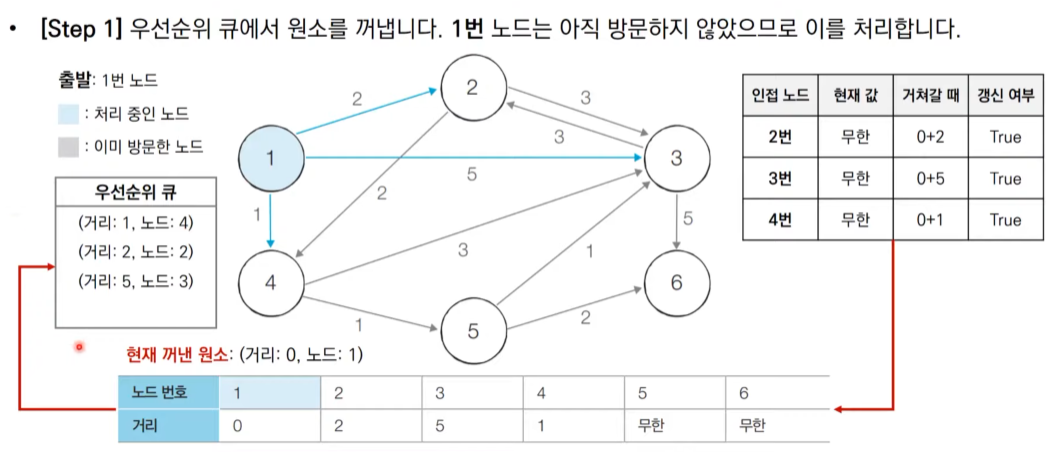 • [Step 1] 우선순위 큐에서 원소를 꺼냅니다. 1번 노드는 아직 방문하지 않았으므로 이를 처리합니다.
출발: 1번 노드
: 처리 중인 노드
: 이미 방문한 노드
우선순위 큐
(거리: 1, 노드: 4)
(거리: 2, 노드: 2)
(거리: 5, 노드: 3)
1
2
3
4
5
6
2
3
3
5
2
1
3
1
5
1
2
인접 노드 현재 값 거쳐갈 때 갱신 여부
2번 무한 0+2 True
3번 무한 0+5 True
4번 무한 0+1 True
현재 꺼낸 원소: (거리: 0, 노드: 1)
노드 번호 1 2 3 4 5 6
거리 0 2 5 1 무한 무한